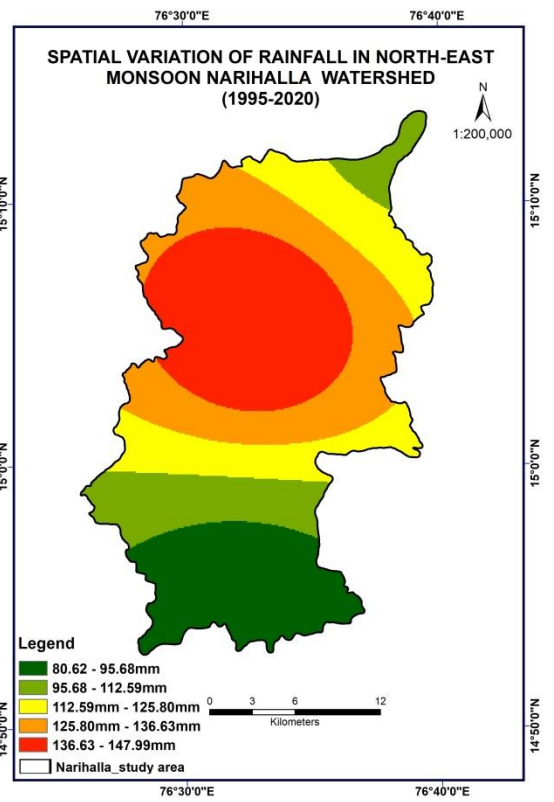 76°30'0"E 76°40'0"E
SPATIAL VARIATION OF RAINFALL IN NORTH-EAST
MONSOON NARIHALLA WATERSHED
(1995-2020)
N
1:200,000
15°10'0"N 15°10'0"N
15°0'0"N 15°0'0"N
Legend
80.62 - 95.68mm
95.68 - 112.59mm
112.59mm - 125.80mm
125.80mm - 136.63mm
136.63 - 147.99mm
Narihalla_study area
0 3 6 12
Kilometers
14°50'0"N 14°50'0"N
76°30'0"E 76°40'0"E